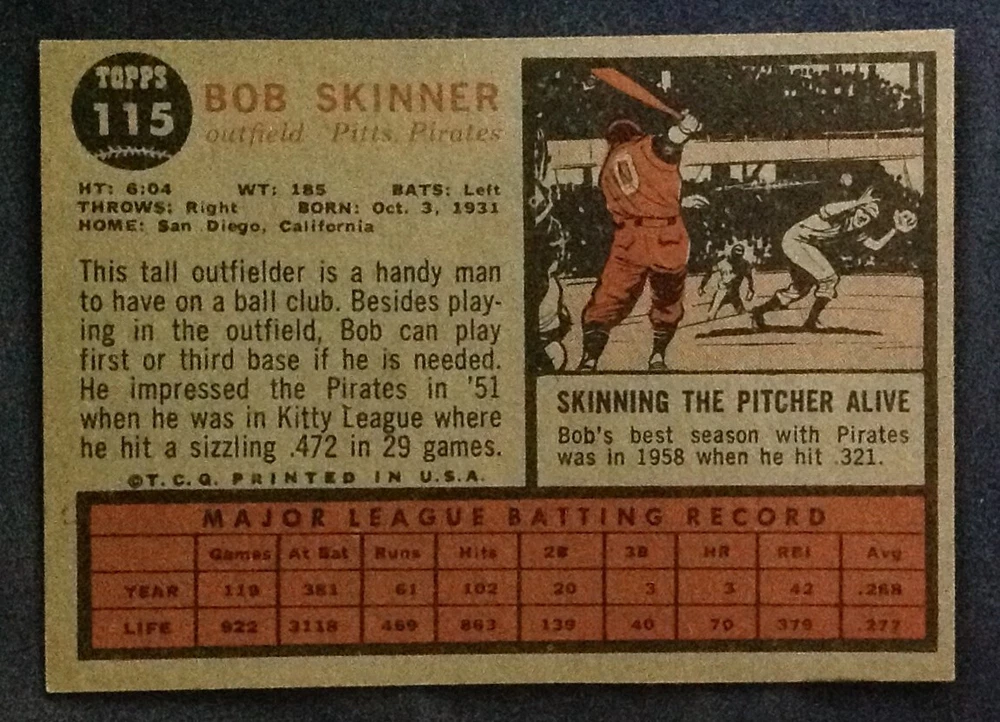 TOPPS
115
BOB SKINNER
outfield Pitts. Pirates
HT: 6:04 WT: 185 BATS: Left
THROWS: Right BORN: Oct. 3, 1931
HOME: San Diego, California
This tall outfielder is a handy man
to have on a ball club. Besides play-
ing in the outfield, Bob can play
first or third base if he is needed.
He impressed the Pirates in '51
when he was in Kitty League where
he hit a sizzling .472 in 29 games.
©T. C. G. PRINTED IN U.S.A.
0
SKINNING THE PITCHER ALIVE
Bob's best season with Pirates
was in 1958 when he hit .321.
MAJOR LEAGUE BATTING RECORD
Games At Bat Runs Hits 2B 3B HR RBI Avg
YEAR 119 381 61 102 20 3 3 42 .268
LIFE 822 3118 469 863 139 40 70 379 .277